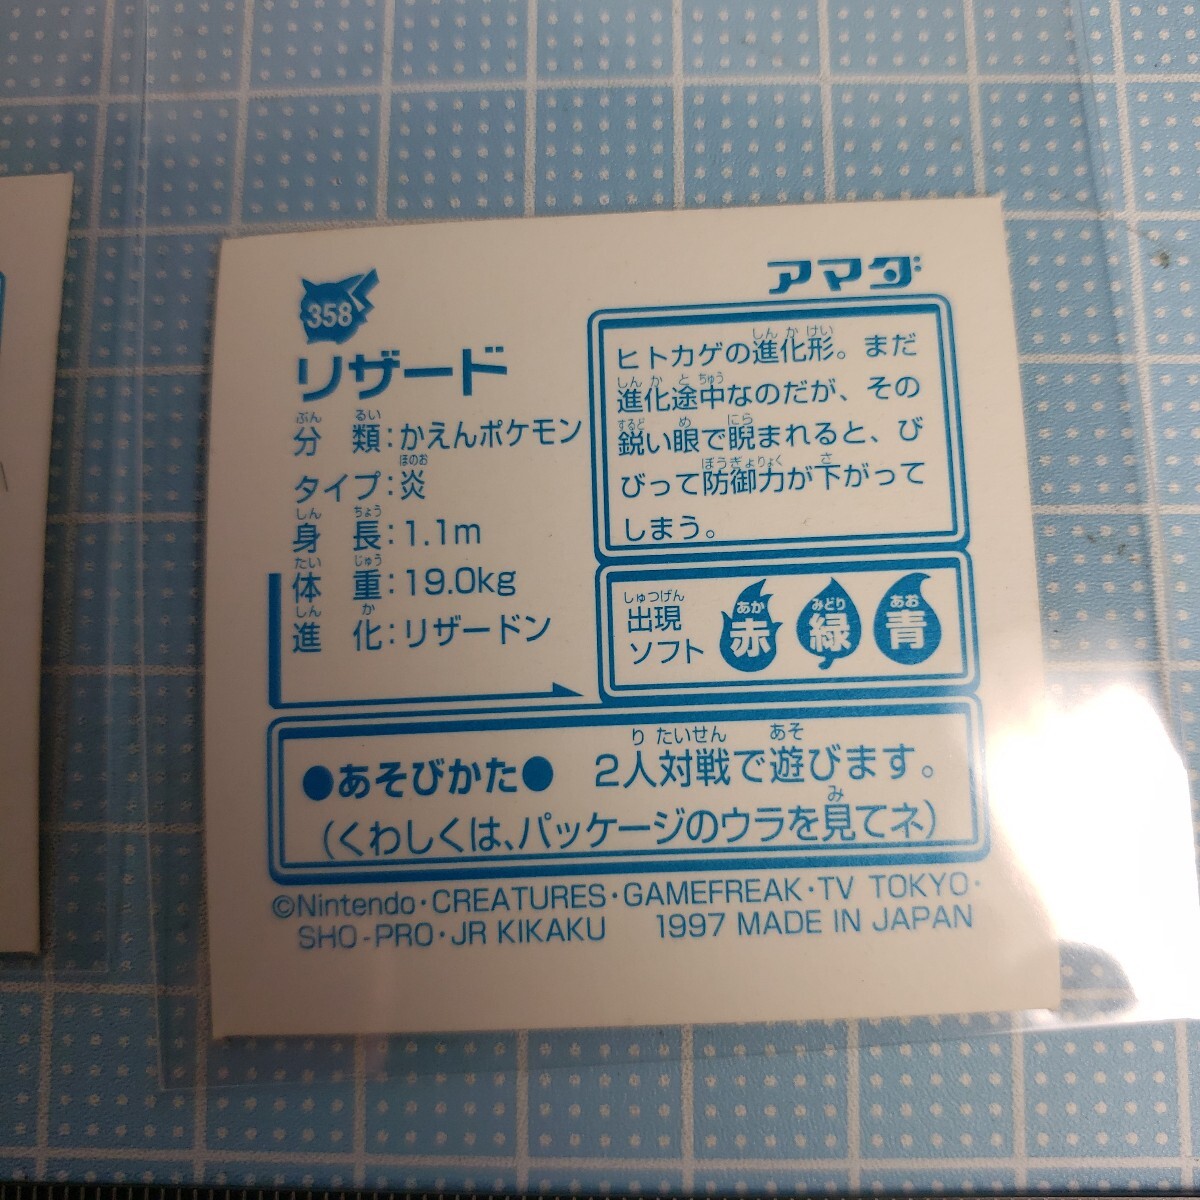 アマダ
358
リザード
分類:かえんポケモン
タイプ:炎
身長:1.1m
体重:19.0kg
進化:リザードン
ヒトカゲの進化形。まだ
進化途中なのだが、その
鋭い眼で睨まれると、び
びって防御力が下がって
しまう。
出現
ソフト
赤 緑 青
●あそびかた● 2人対戦で遊びます。
(くわしくは、パッケージのウラを見てネ)
©Nintendo・CREATURES・GAMEFREAK・TV TOKYO・
SHO-PRO・JR KIKAKU 1997 MADE IN JAPAN